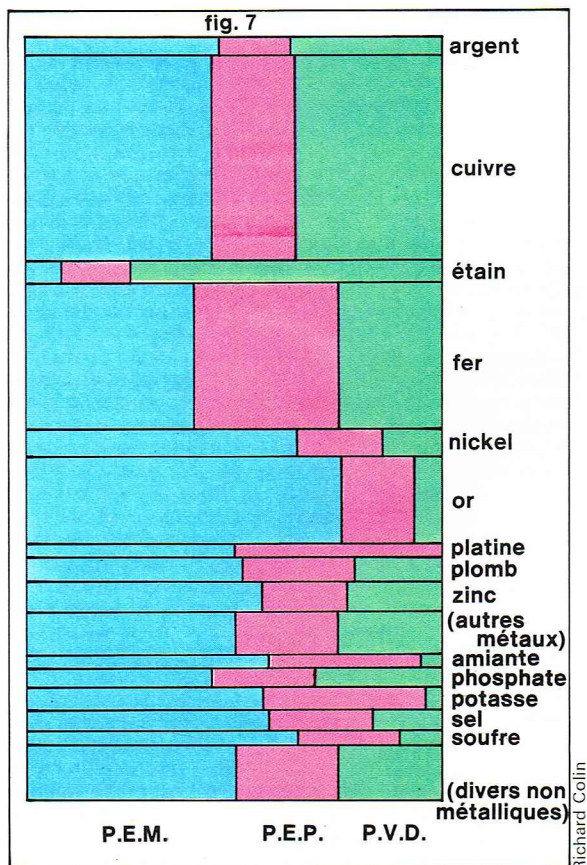 fig. 7
argent
cuivre
étain
fer
nickel
or
platine
plomb
zinc
(autres
métaux)
amiante
phosphate
potasse
sel
soufre
(divers non
métalliques)
P.E.M.
P.E.P.
P.V.D.
Richard Colin